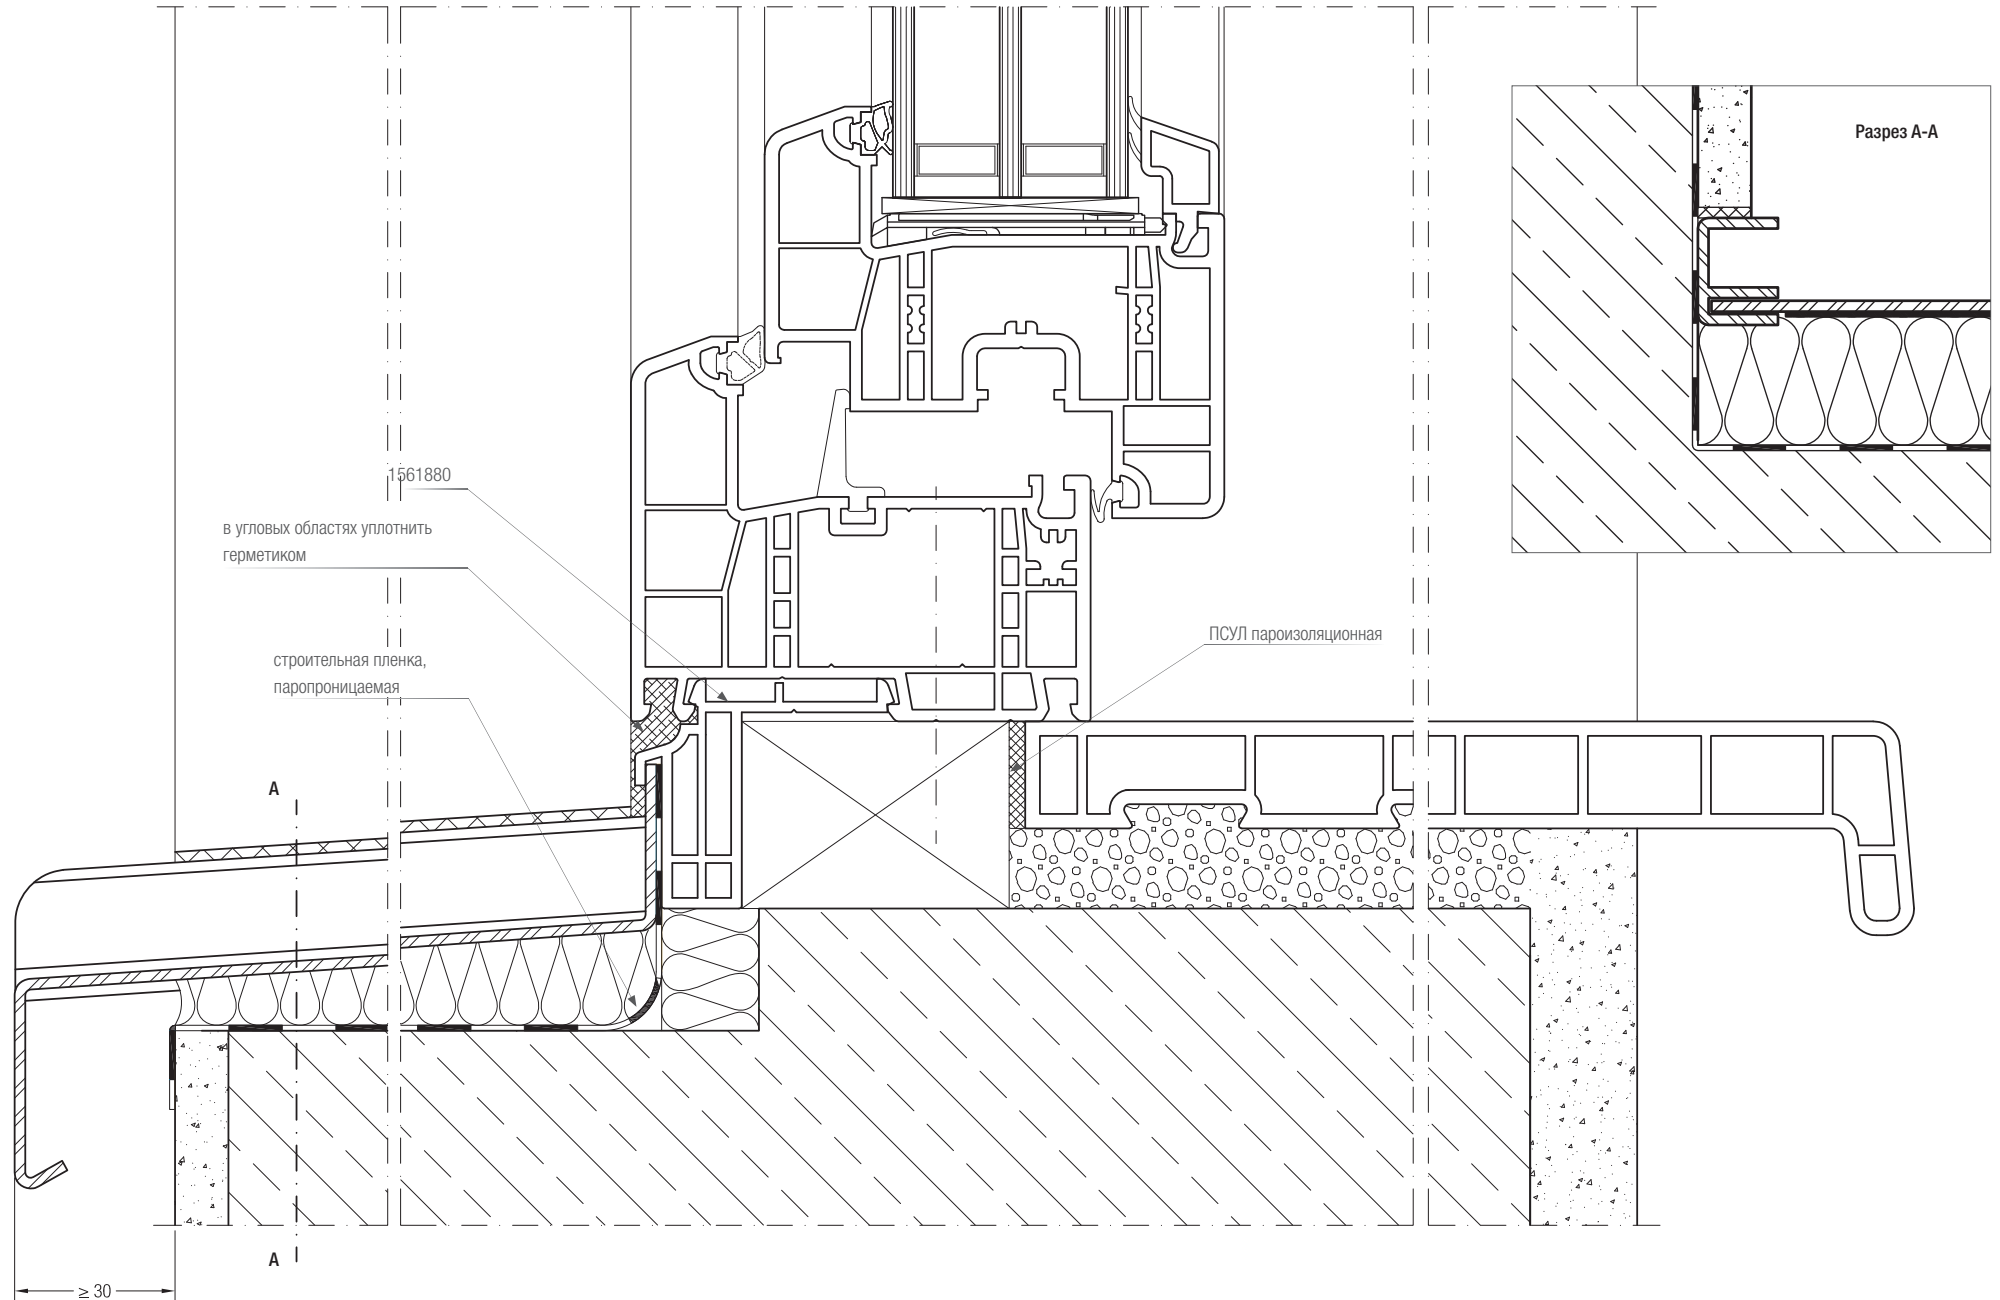 Разрез A-A
1561880
в угловых областях уплотнить
герметиком
ПСУЛ пароизоляционная
строительная пленка,
паропроницаемая
A
A
≥ 30